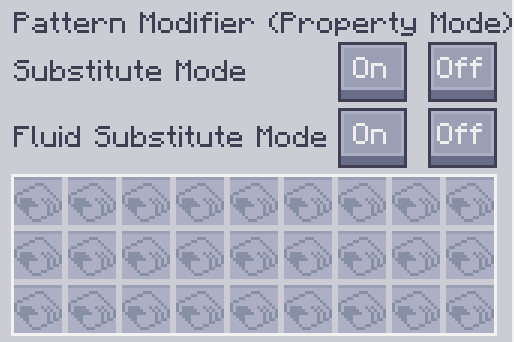 Pattern Modifier (Property Mode)
Substitute Mode On Off
Fluid Substitute Mode On Off